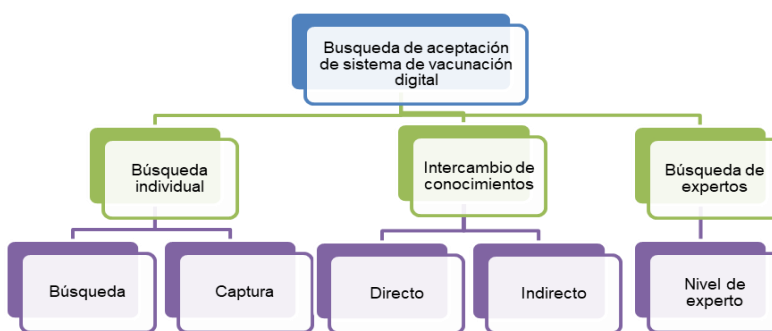 Busqueda de aceptación
de sistema de vacunación
digital
Búsqueda
individual
Intercambio de
conocimientos
Búsqueda de
expertos
Búsqueda
Captura
Directo
Indirecto
Nivel de
experto